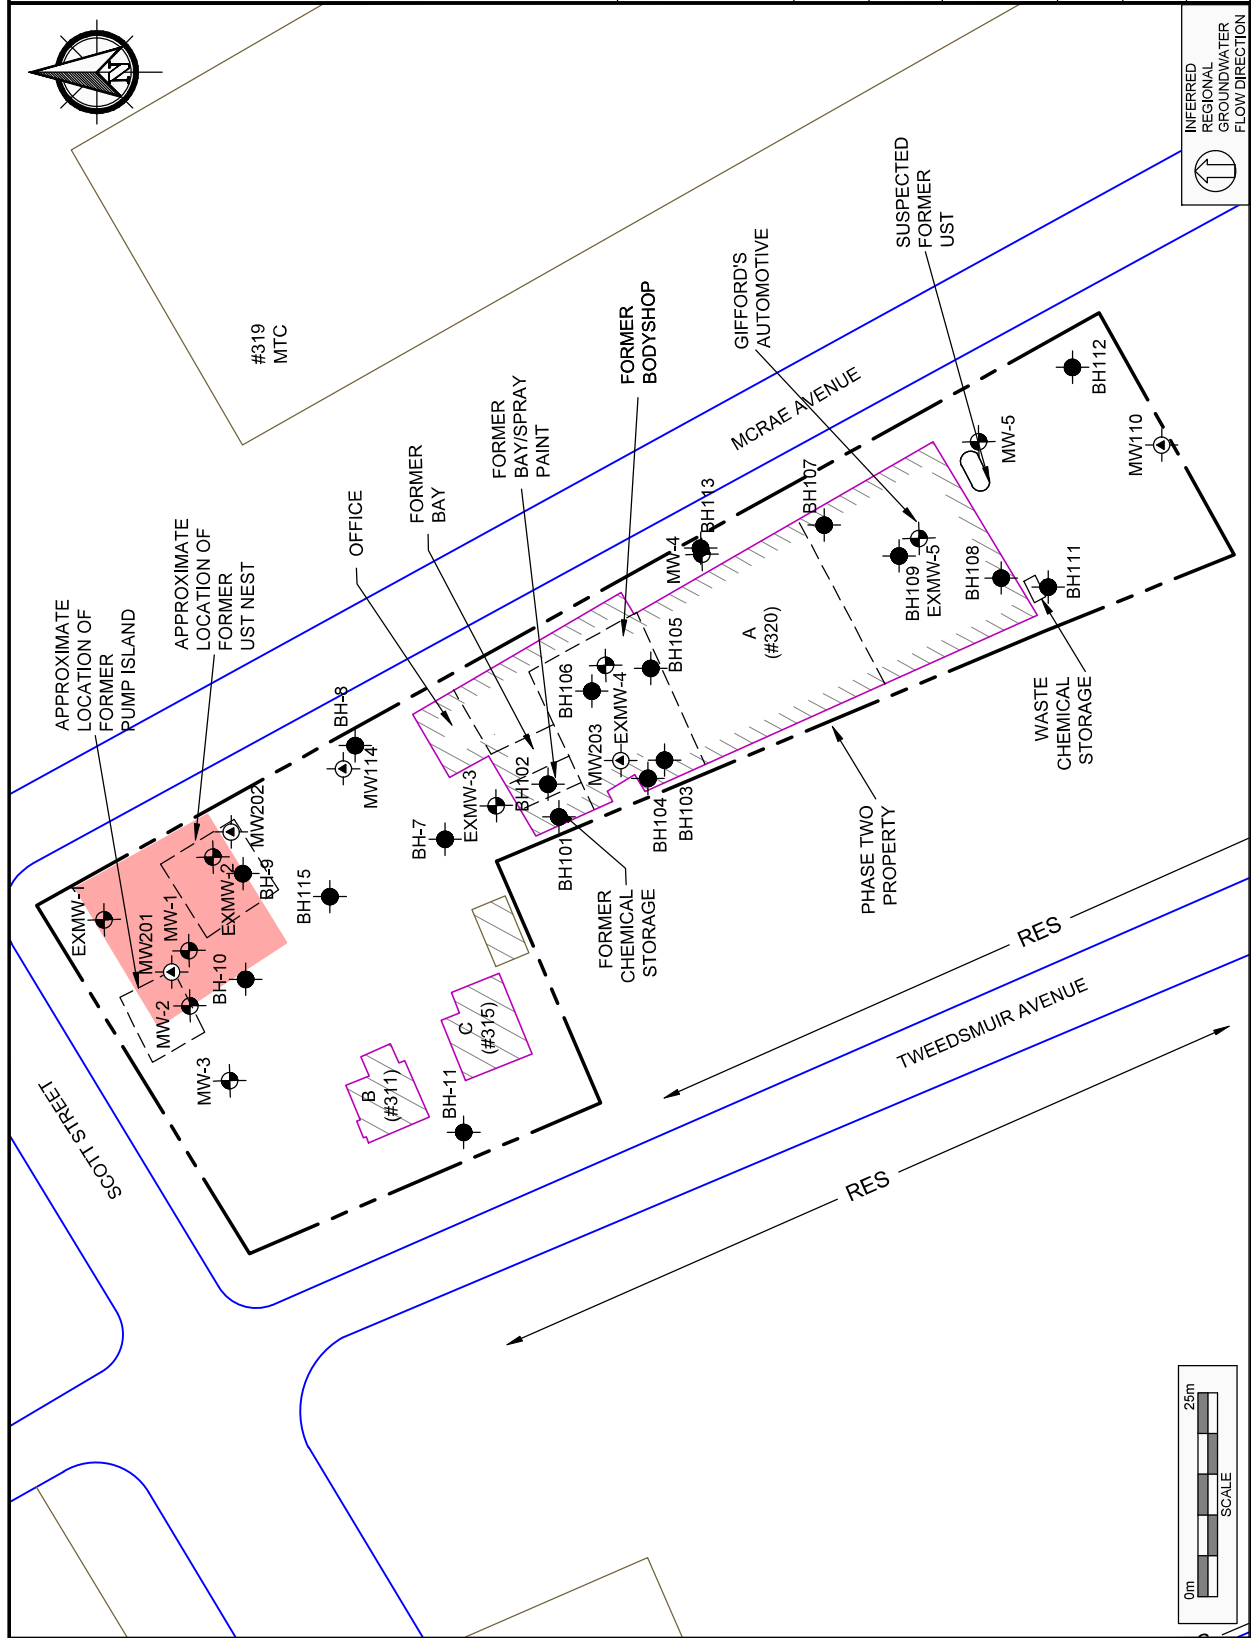 N
INFERRED
REGIONAL
GROUNDWATER
FLOW DIRECTION
#319
MTC
SUSPECTED
FORMER
UST
GIFFORD'S
AUTOMOTIVE
FORMER
BODYSHOP
FORMER
BAY/SPRAY
PAINT
FORMER
BAY
OFFICE
APPROXIMATE
LOCATION OF
FORMER
UST NEST
APPROXIMATE
LOCATION OF
FORMER
PUMP ISLAND
MCRAE AVENUE
BH112
MW110
MW-5
BH107
BH113
MW-4
BH109
EXMW-5
BH108
BH111
A
(#320)
BH105
BH106
EXMW-4
MW203
BH104
BH103
BH102
BH101
EXMW-3
BH-7
BH-8
MW114
MW202
EXMW-2
BH-9
BH115
EXMW-1
MW-1
MW201
MW-2
BH-10
MW-3
WASTE
CHEMICAL
STORAGE
PHASE TWO
PROPERTY
FORMER
CHEMICAL
STORAGE
C
(#315)
B
(#311)
BH-11
SCOTT STREET
RES
TWEEDSMUIR AVENUE
RES
0m
25m
SCALE